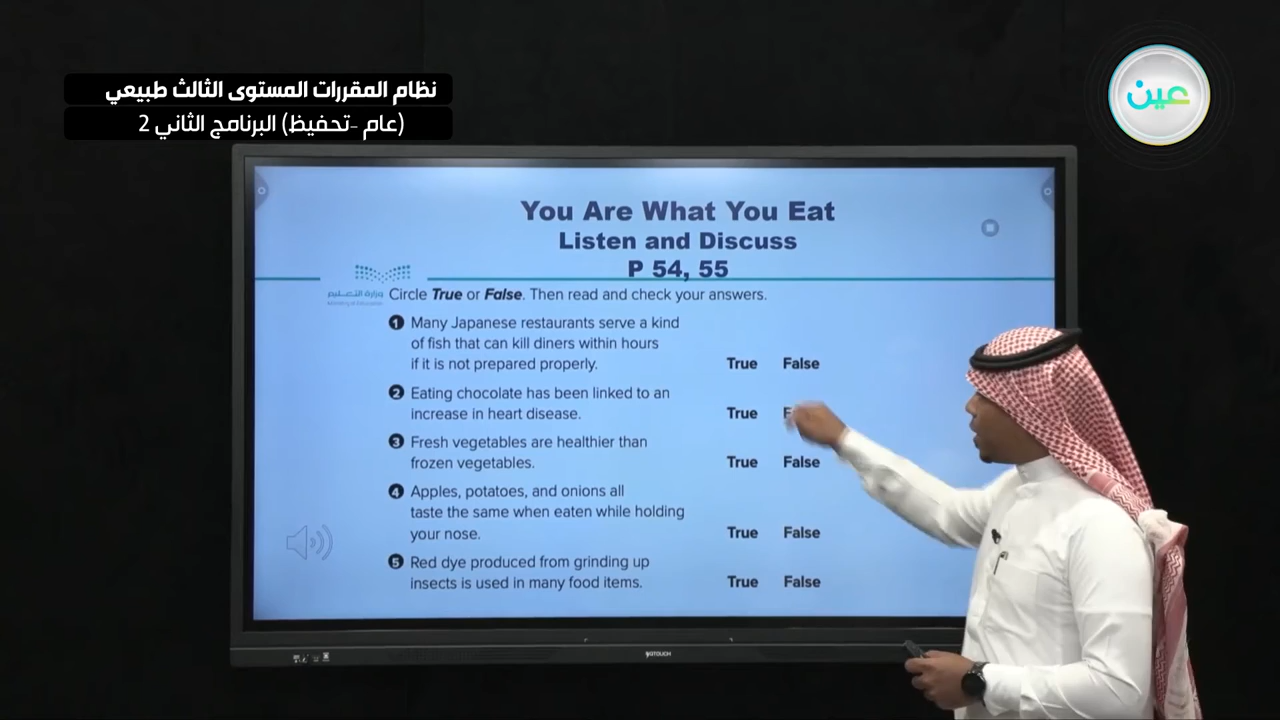 نظام المقررات المستوى الثالث طبيعي
(عام -تحفيظ) البرنامج الثاني 2
عين
You Are What You Eat
Listen and Discuss
P 54, 55
وزارة التعليم
Ministry of Education
Circle True or False. Then read and check your answers.
1 Many Japanese restaurants serve a kind
of fish that can kill diners within hours
if it is not prepared properly. True False
2 Eating chocolate has been linked to an
increase in heart disease. True
3 Fresh vegetables are healthier than
frozen vegetables. True False
4 Apples, potatoes, and onions all
taste the same when eaten while holding
your nose. True False
5 Red dye produced from grinding up
insects is used in many food items. True False